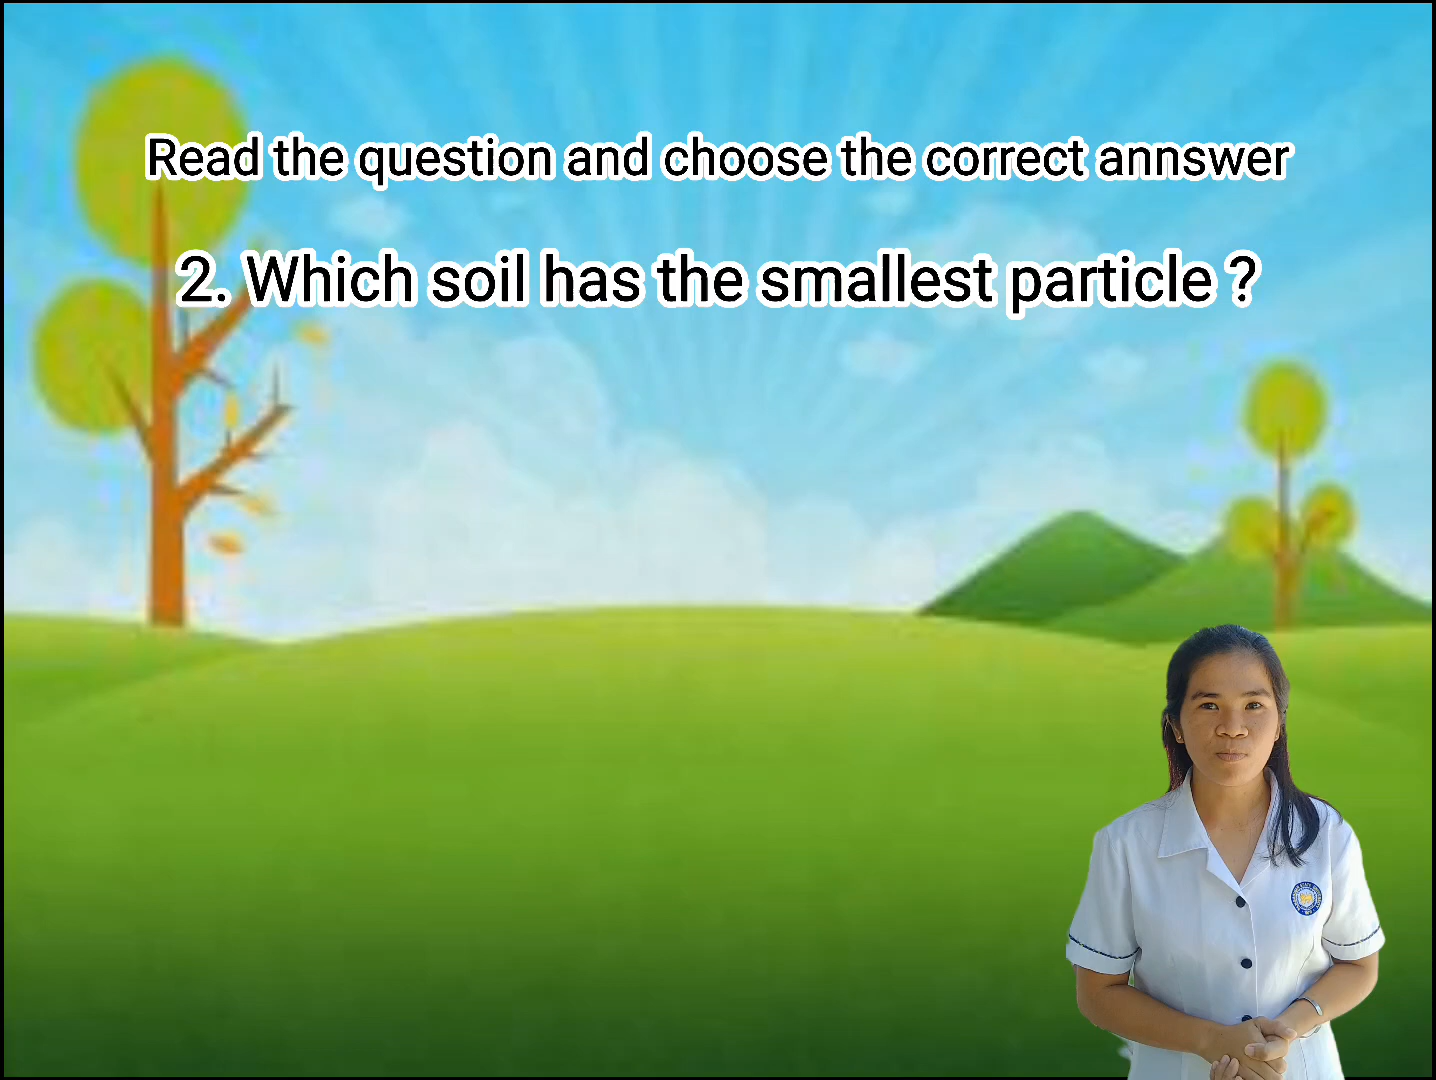 Read the question and choose the correct annswer
2. Which soil has the smallest particle ?